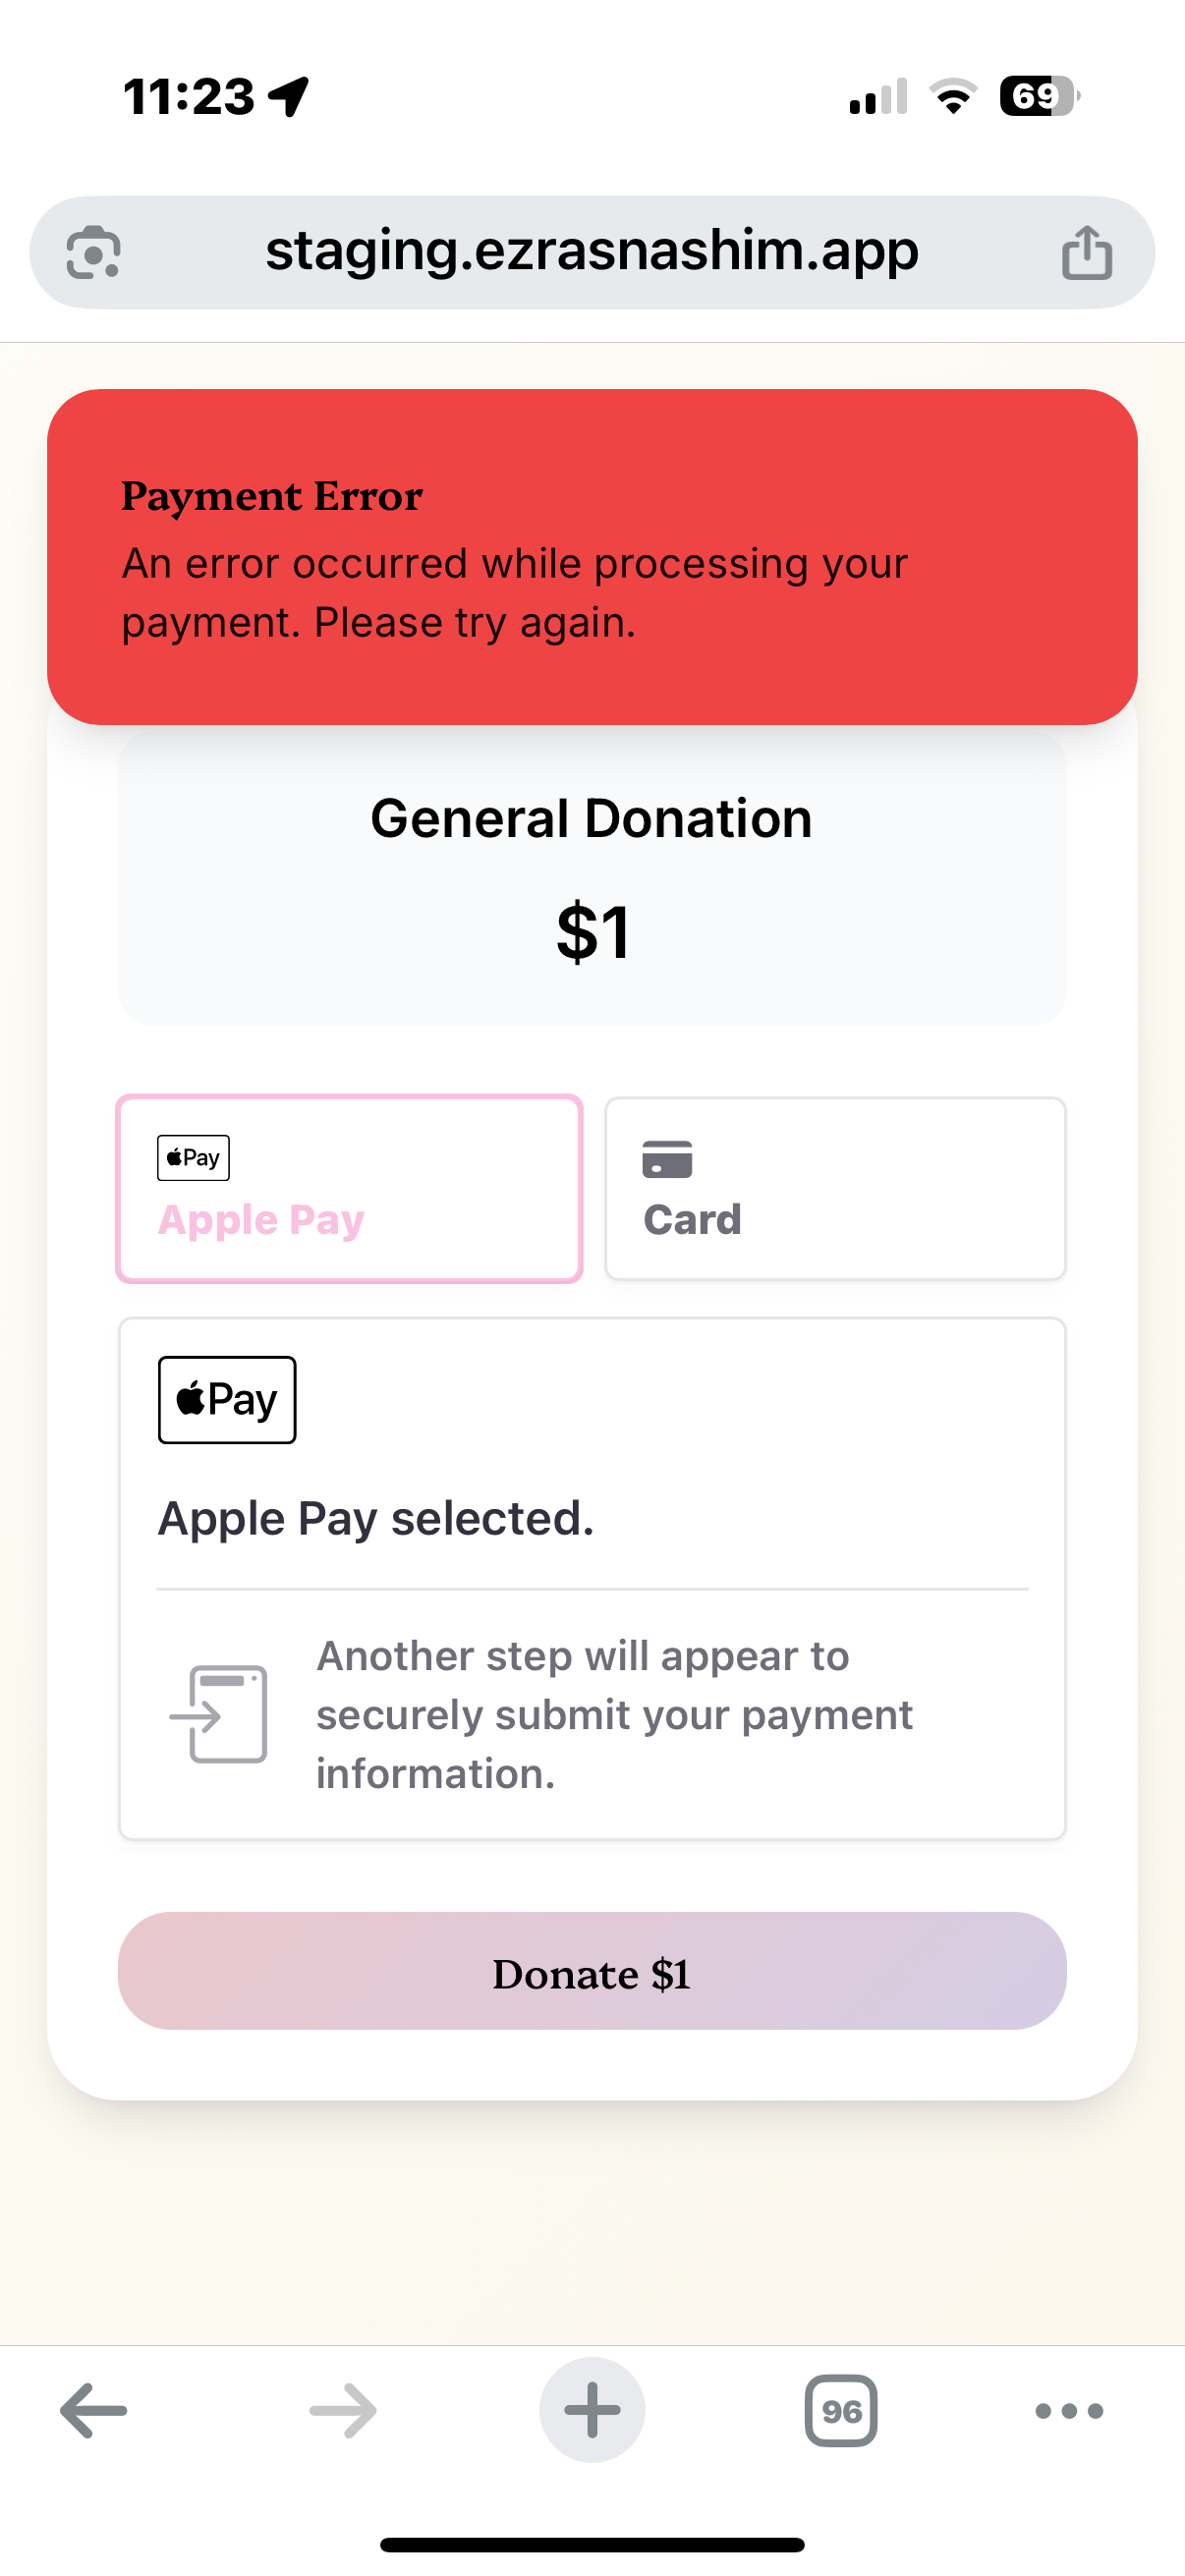 11:23
69
staging.ezrasnashim.app
Payment Error
An error occurred while processing your
payment. Please try again.
General Donation
$1
Pay
Apple Pay
Card
Pay
Apple Pay selected.
Another step will appear to
securely submit your payment
information.
Donate $1
96